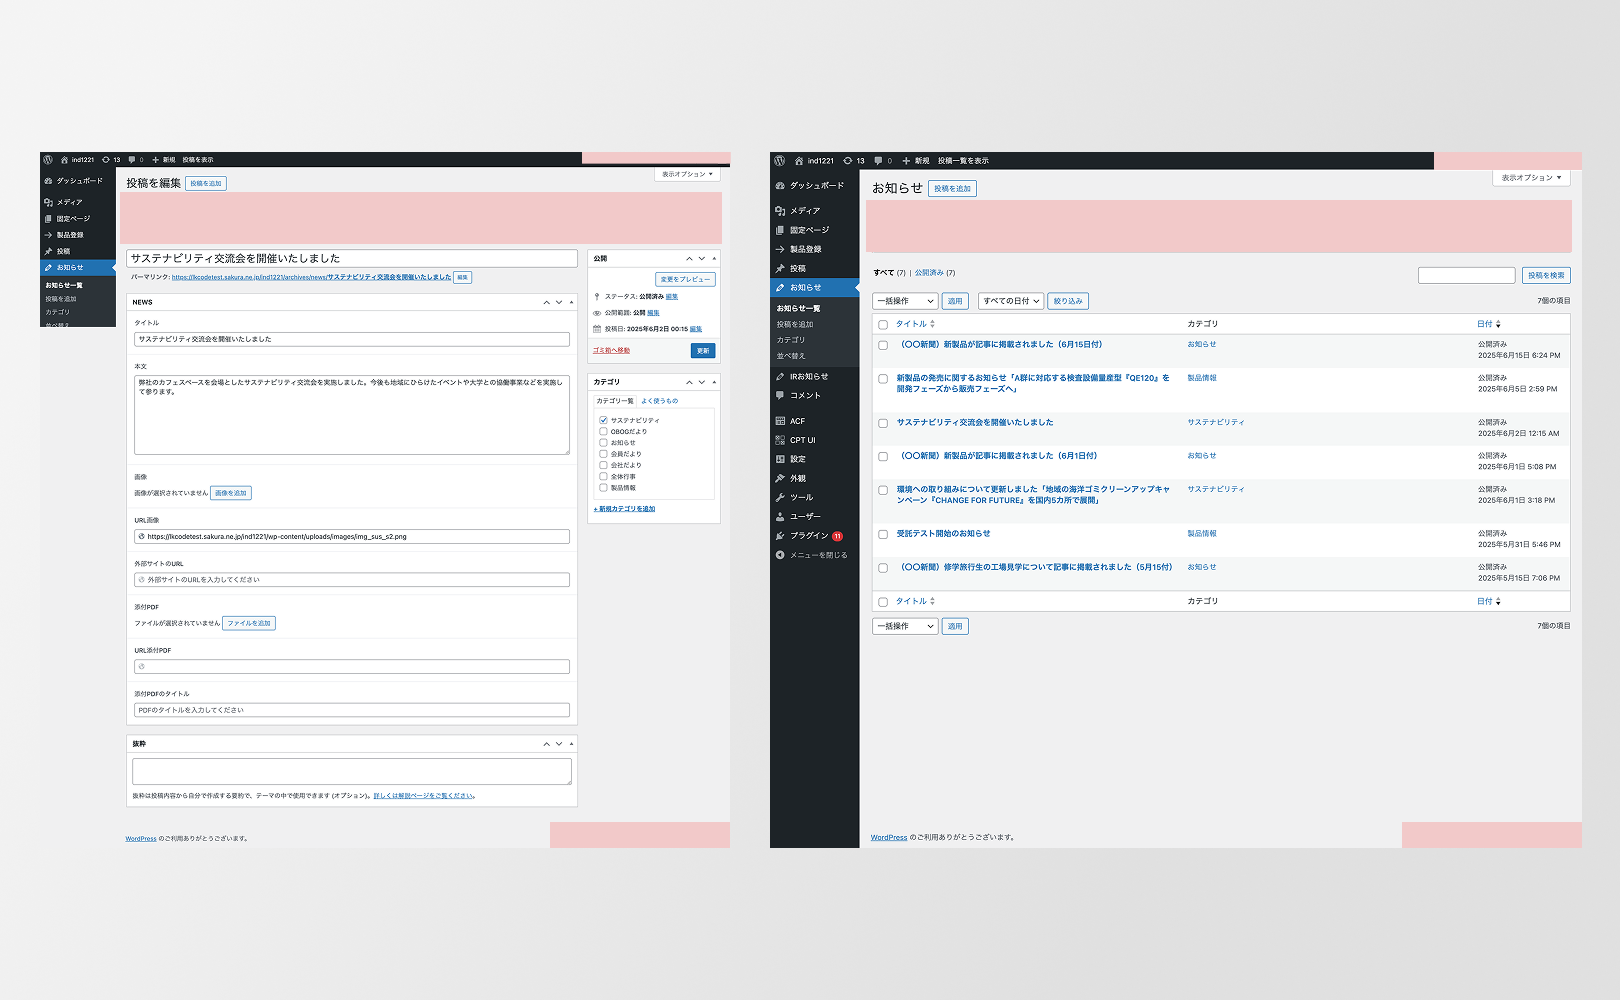 ind1221 13 0 新規 投稿を表示
ダッシュボード
メディア
固定ページ
製品登録
投稿
お知らせ
お知らせ一覧
投稿を追加
カテゴリ
並べ替え
投稿を編集 投稿を追加
表示オプション
サステナビリティ交流会を開催いたしました
パーマリンク: https://lkcodetest.sakura.ne.jp/ind1221/archives/news/サステナビリティ交流会を開催いたしました 編集
NEWS
タイトル
サステナビリティ交流会を開催いたしました
本文
弊社のカフェスペースを会場としたサステナビリティ交流会を実施しました。今後も地域にひらけたイベントや大学との協働事業などを実施し
て参ります。
画像
画像が選択されていません 画像を追加
URL画像
https://lkcodetest.sakura.ne.jp/ind1221/wp-content/uploads/images/img_sus_s2.png
外部サイトのURL
外部サイトのURLを入力してください
添付PDF
ファイルが選択されていません ファイルを追加
URL添付PDF
添付PDFのタイトル
PDFのタイトルを入力してください
抜粋
抜粋は投稿内容から自分で作成する要約で、テーマの中で使用できます (オプション)。詳しくは解説ページをご覧ください。
WordPress のご利用ありがとうございます。
公開
変更をプレビュー
ステータス: 公開済み 編集
公開範囲: 公開 編集
投稿日: 2025年6月2日 00:15 編集
ゴミ箱へ移動 更新
カテゴリ
カテゴリー一覧 よく使うもの
サステナビリティ
OBOGだより
お知らせ
会員だより
会社だより
全体行事
製品情報
+ 新規カテゴリを追加
ind1221 13 0 新規 投稿一覧を表示
ダッシュボード
メディア
固定ページ
製品登録
投稿
お知らせ
お知らせ一覧
投稿を追加
カテゴリ
並べ替え
IRお知らせ
コメント
ACF
CPT UI
設定
外観
ツール
ユーザー
プラグイン 11
メニューを閉じる
お知らせ 投稿を追加
表示オプション
すべて (7) | 公開済み (7)
投稿を検索
一括操作 適用 すべての日付 絞り込み
7個の項目
タイトル カテゴリ 日付
（〇〇新聞）新製品が記事に掲載されました（6月15日付） お知らせ 公開済み
2025年6月15日 6:24 PM
新製品の発売に関するお知らせ「A群に対応する検査設備量産型『QE120』を 製品情報 公開済み
開発フェーズから販売フェーズへ」 2025年6月5日 2:59 PM
サステナビリティ交流会を開催いたしました サステナビリティ 公開済み
2025年6月2日 12:15 AM
（〇〇新聞）新製品が記事に掲載されました（6月1日付） お知らせ 公開済み
2025年6月1日 5:08 PM
環境への取り組みについて更新しました「地域の海洋ゴミクリーンアップキャ サステナビリティ 公開済み
ンペーン『CHANGE FOR FUTURE』を国内5カ所で展開」 2025年6月1日 3:18 PM
受託テスト開始のお知らせ 製品情報 公開済み
2025年5月31日 5:46 PM
（〇〇新聞）修学旅行生の工場見学について記事に掲載されました（5月15付） お知らせ 公開済み
2025年5月15日 7:06 PM
タイトル カテゴリ 日付
一括操作 適用
7個の項目
WordPress のご利用ありがとうございます。